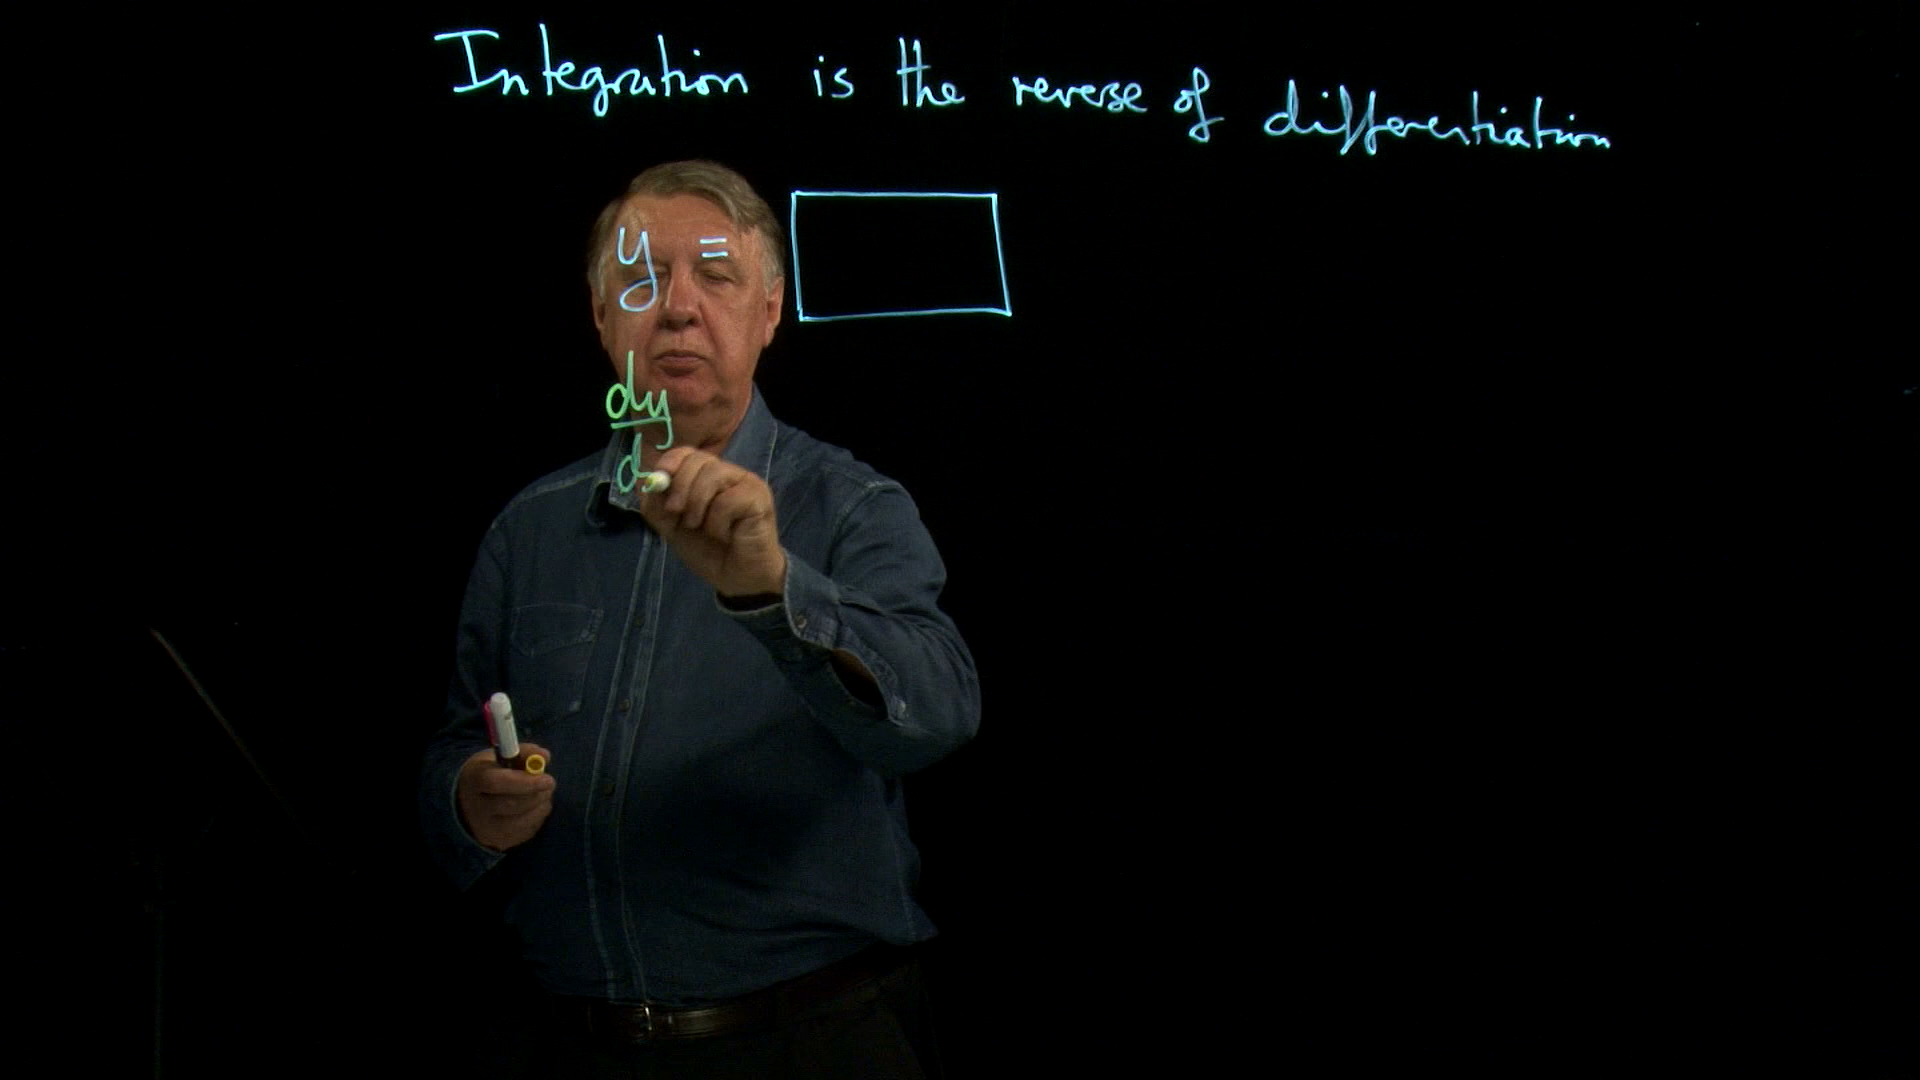 Integration is the reverse of differentiation
y =
dy
d